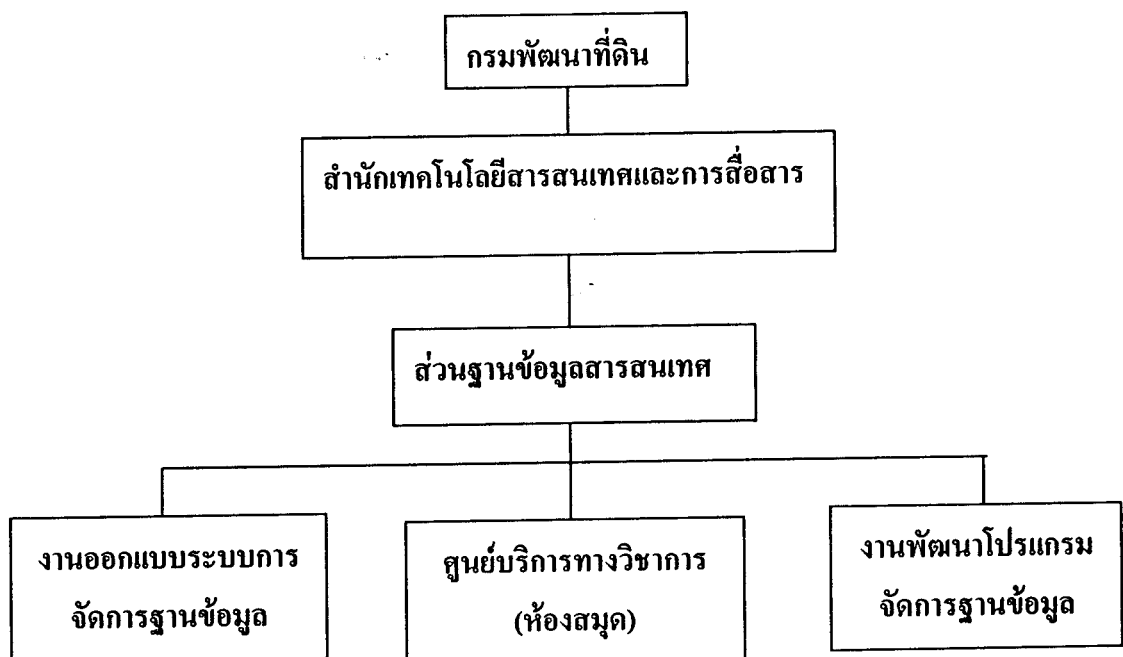 กรมพัฒนาที่ดิน
สำนักเทคโนโลยีสารสนเทศและการสื่อสาร
ส่วนฐานข้อมูลสารสนเทศ
งานออกแบบระบบการ
จัดการฐานข้อมูล
ศูนย์บริการทางวิชาการ
(ห้องสมุด)
งานพัฒนาโปรแกรม
จัดการฐานข้อมูล